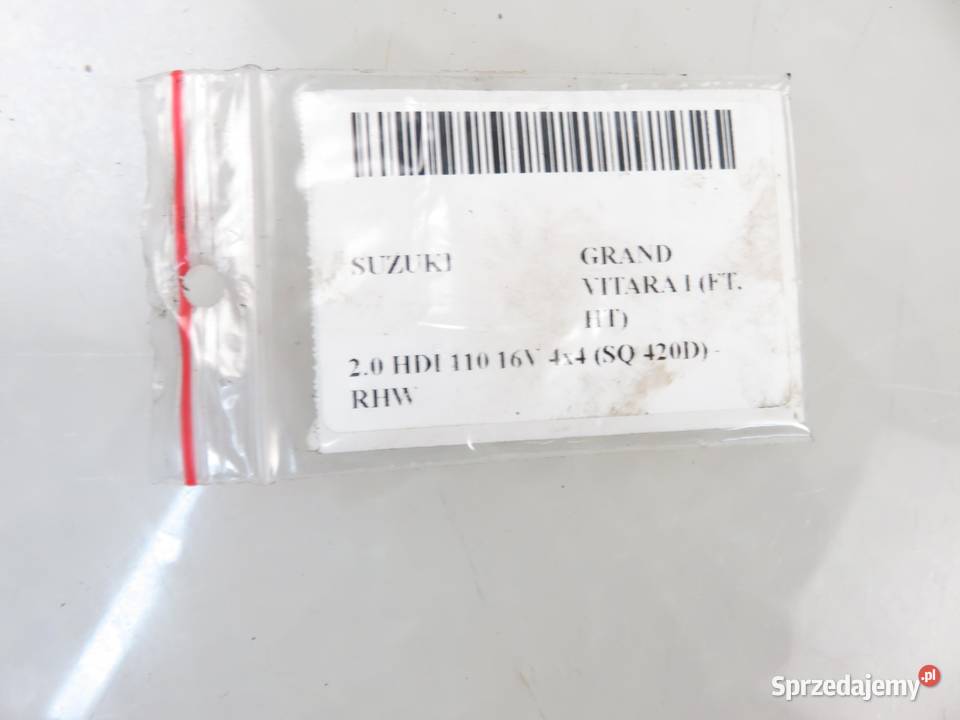 SUZUKI GRAND
VITARA I (FT,
HT)
2.0 HDI 110 16V 4x4 (SQ 420D) -
RHW
Sprzedajemy.pl